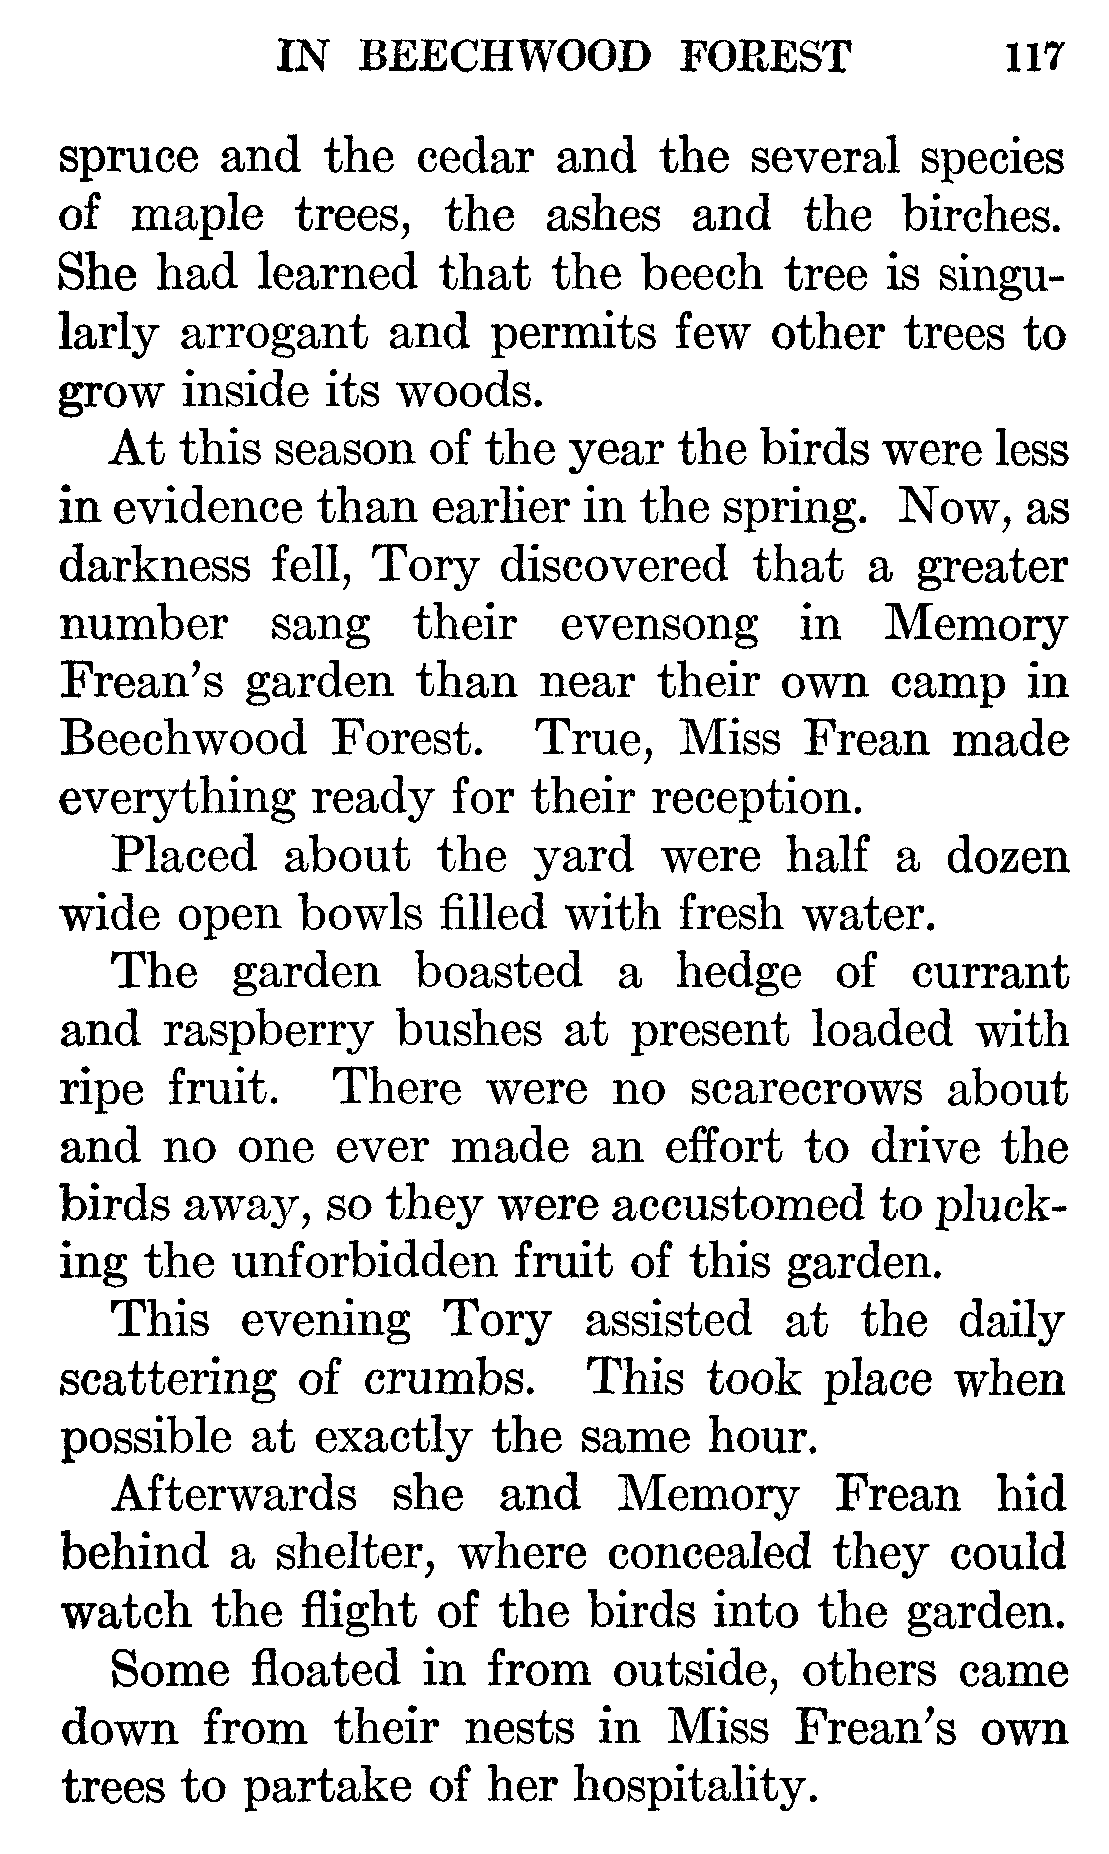 IN BEECHWOOD FOREST 117
spruce and the cedar and the several species
of maple trees, the ashes and the birches.
She had learned that the beech tree is singu-
larly arrogant and permits few other trees to
grow inside its woods.
At this season of the year the birds were less
in evidence than earlier in the spring. Now, as
darkness fell, Tory discovered that a greater
number sang their evensong in Memory
Frean's garden than near their own camp in
Beechwood Forest. True, Miss Frean made
everything ready for their reception.
Placed about the yard were half a dozen
wide open bowls filled with fresh water.
The garden boasted a hedge of currant
and raspberry bushes at present loaded with
ripe fruit. There were no scarecrows about
and no one ever made an effort to drive the
birds away, so they were accustomed to pluck-
ing the unforbidden fruit of this garden.
This evening Tory assisted at the daily
scattering of crumbs. This took place when
possible at exactly the same hour.
Afterwards she and Memory Frean hid
behind a shelter, where concealed they could
watch the flight of the birds into the garden.
Some floated in from outside, others came
down from their nests in Miss Frean's own
trees to partake of her hospitality.